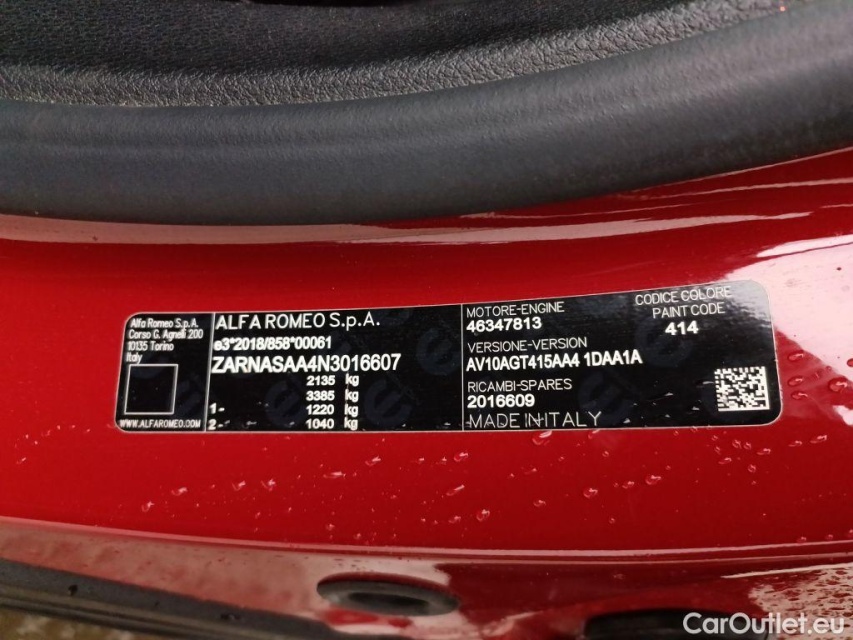 Alfa Romeo S.p.A.
Corso G. Agnelli 200
10135 Torino
Italy
WWW.ALFAROMEO.COM
ALFA ROMEO S.p.A.
e3*2018/858*00061
ZARNASAA4N3016607
2135 kg
3385 kg
1- 1220 kg
2- 1040 kg
MOTORE-ENGINE
46347813
VERSIONE-VERSION
AV10AGT415AA4 1DAA1A
RICAMBI-SPARES
2016609
MADE IN ITALY
CODICE COLORE
PAINT CODE
414
CarOutlet.eu